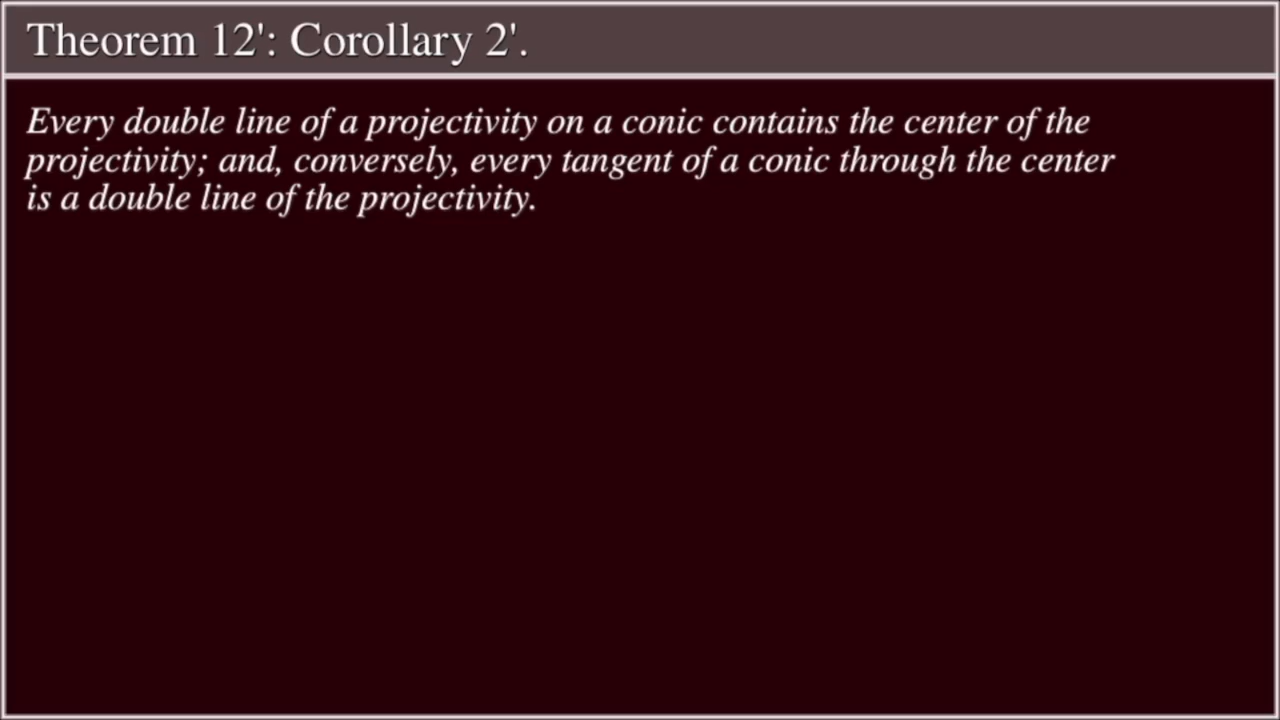 Theorem 12': Corollary 2'.
Every double line of a projectivity on a conic contains the center of the
projectivity; and, conversely, every tangent of a conic through the center
is a double line of the projectivity.